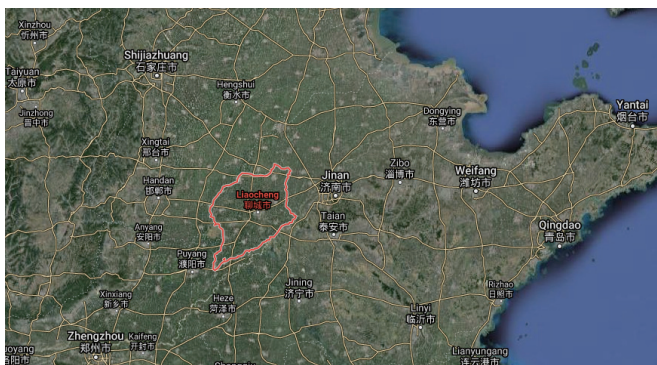 Xinzhou
忻州市
Shijiazhuang
石家庄市
Taiyuan
太原市
Hengshui
衡水市
Yantai
烟台市
Dongying
东营市
Jinzhong
晋中市
Xingtai
邢台市
Zibo
淄博市
Weifang
潍坊市
Jinan
济南市
Handan
邯郸市
Liaocheng
聊城市
Taian
泰安市
Qingdao
青岛市
Anyang
安阳市
Puyang
濮阳市
Jining
济宁市
Rizhao
日照市
Xinxiang
新乡市
Heze
菏泽市
Linyi
临沂市
Zhengzhou
郑州市
Kaifeng
开封市
Lianyungang
连云港市